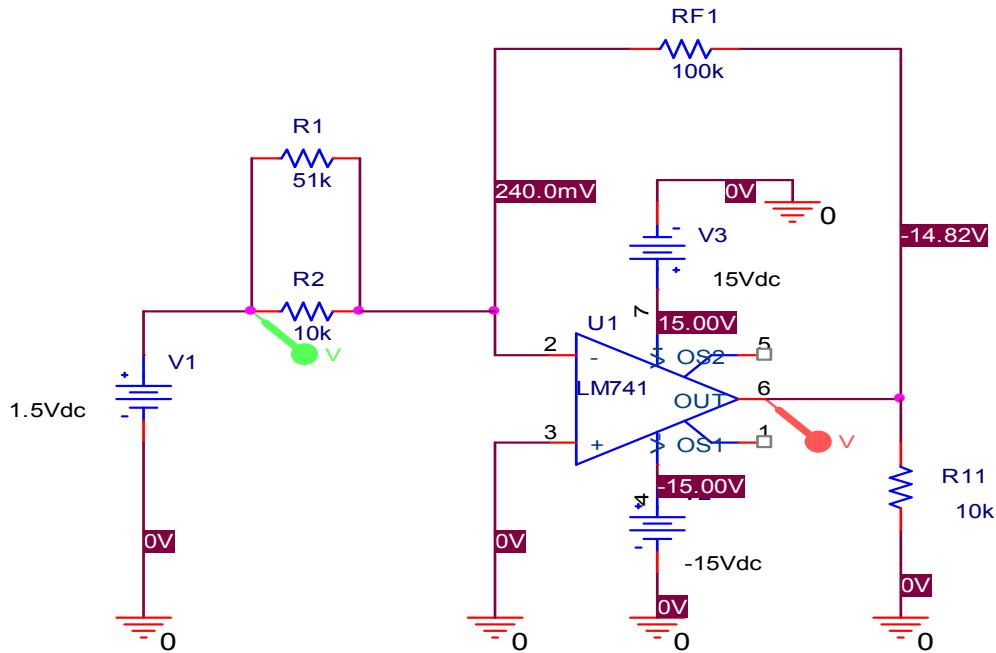 RF1
100k
R1
51k
240.0mV
0V
0
V3
-14.82V
R2
15Vdc
7
10k
U1
15.00V
V
V1
2
-
V+
OS2
5
+
LM741
1.5Vdc
-
OUT
6
3
+
OS1
1
V
-15.00V
R11
4
+
10k
0V
0V
-
-15Vdc
0V
0V
0
0
0
0